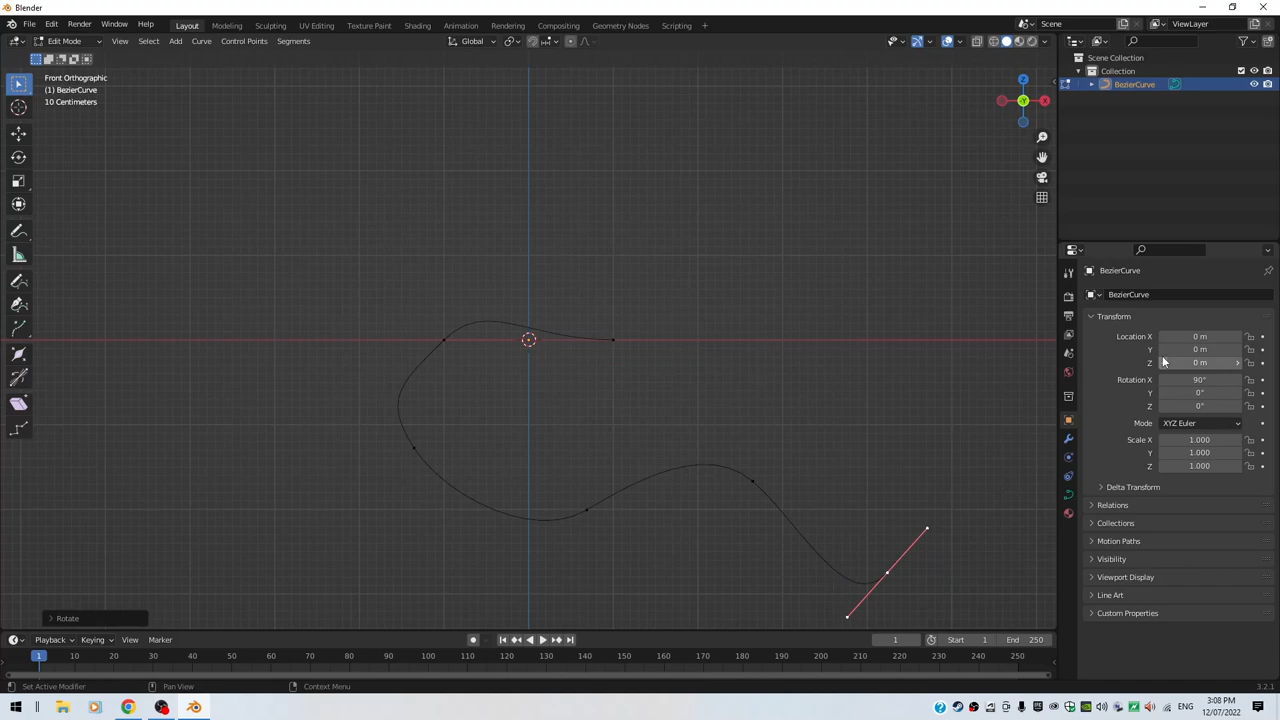 Blender
File Edit Render Window Help
Layout Modeling Sculpting UV Editing Texture Paint Shading Animation Rendering Compositing Geometry Nodes Scripting +
Scene
ViewLayer
Edit Mode View Select Add Curve Control Points Segments
Global
Front Orthographic
(1) BezierCurve
10 Centimeters
Z
Y
X
Scene Collection
Collection
BezierCurve
BezierCurve
BezierCurve
Transform
Location X 0 m
Y 0 m
Z 0 m
Rotation X 90°
Y 0°
Z 0°
Mode XYZ Euler
Scale X 1.000
Y 1.000
Z 1.000
Delta Transform
Relations
Collections
Motion Paths
Visibility
Viewport Display
Line Art
Custom Properties
Rotate
Playback Keying View Marker
1 Start 1 End 250
1 10 20 30 40 50 60 70 80 90 100 110 120 130 140 150 160 170 180 190 200 210 220 230 240 250
Set Active Modifier Pan View Context Menu 3.2.1
ENG
3:08 PM
12/07/2022